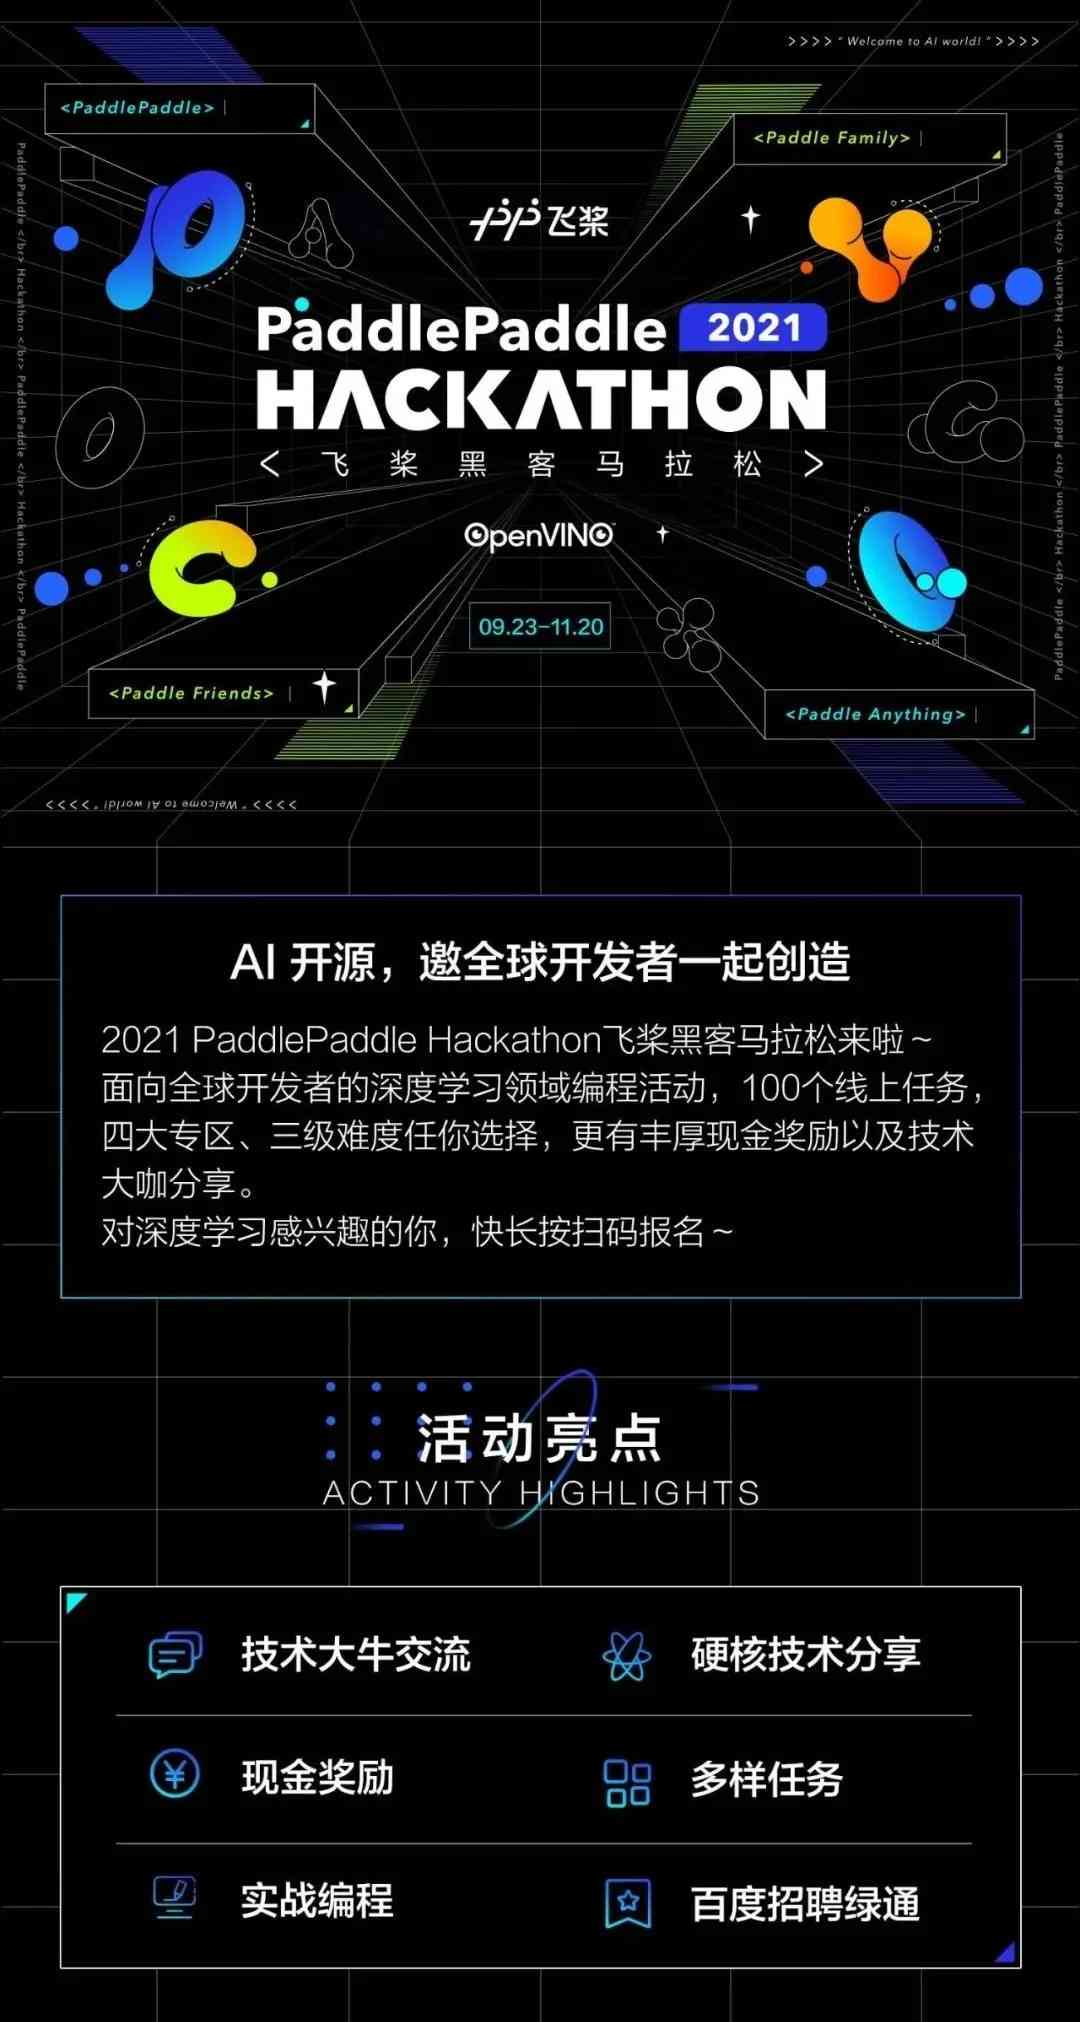 >>>> " Welcome to AI world! " >>>>
<PaddlePaddle> |
<Paddle Family> |
PaddlePaddle </br> Hackathon </br> PaddlePaddle </br> Hackathon </br> PaddlePaddle
PaddlePaddle </br> Hackathon </br> PaddlePaddle </br> Hackathon </br> PaddlePaddle
飞桨
PaddlePaddle 2021
HACKATHON
< 飞桨黑客马拉松 >
OpenVINO
09.23-11.20
<Paddle Friends> |
<Paddle Anything> |
>>>> " Welcome to AI world! " >>>>
AI 开源，邀全球开发者一起创造
2021 PaddlePaddle Hackathon飞桨黑客马拉松来啦～
面向全球开发者的深度学习领域编程活动，100个线上任务，
四大专区、三级难度任你选择，更有丰厚现金奖励以及技术
大咖分享。
对深度学习感兴趣的你，快长按扫码报名～
活动亮点
ACTIVITY HIGHLIGHTS
技术大牛交流
硬核技术分享
现金奖励
多样任务
实战编程
百度招聘绿通